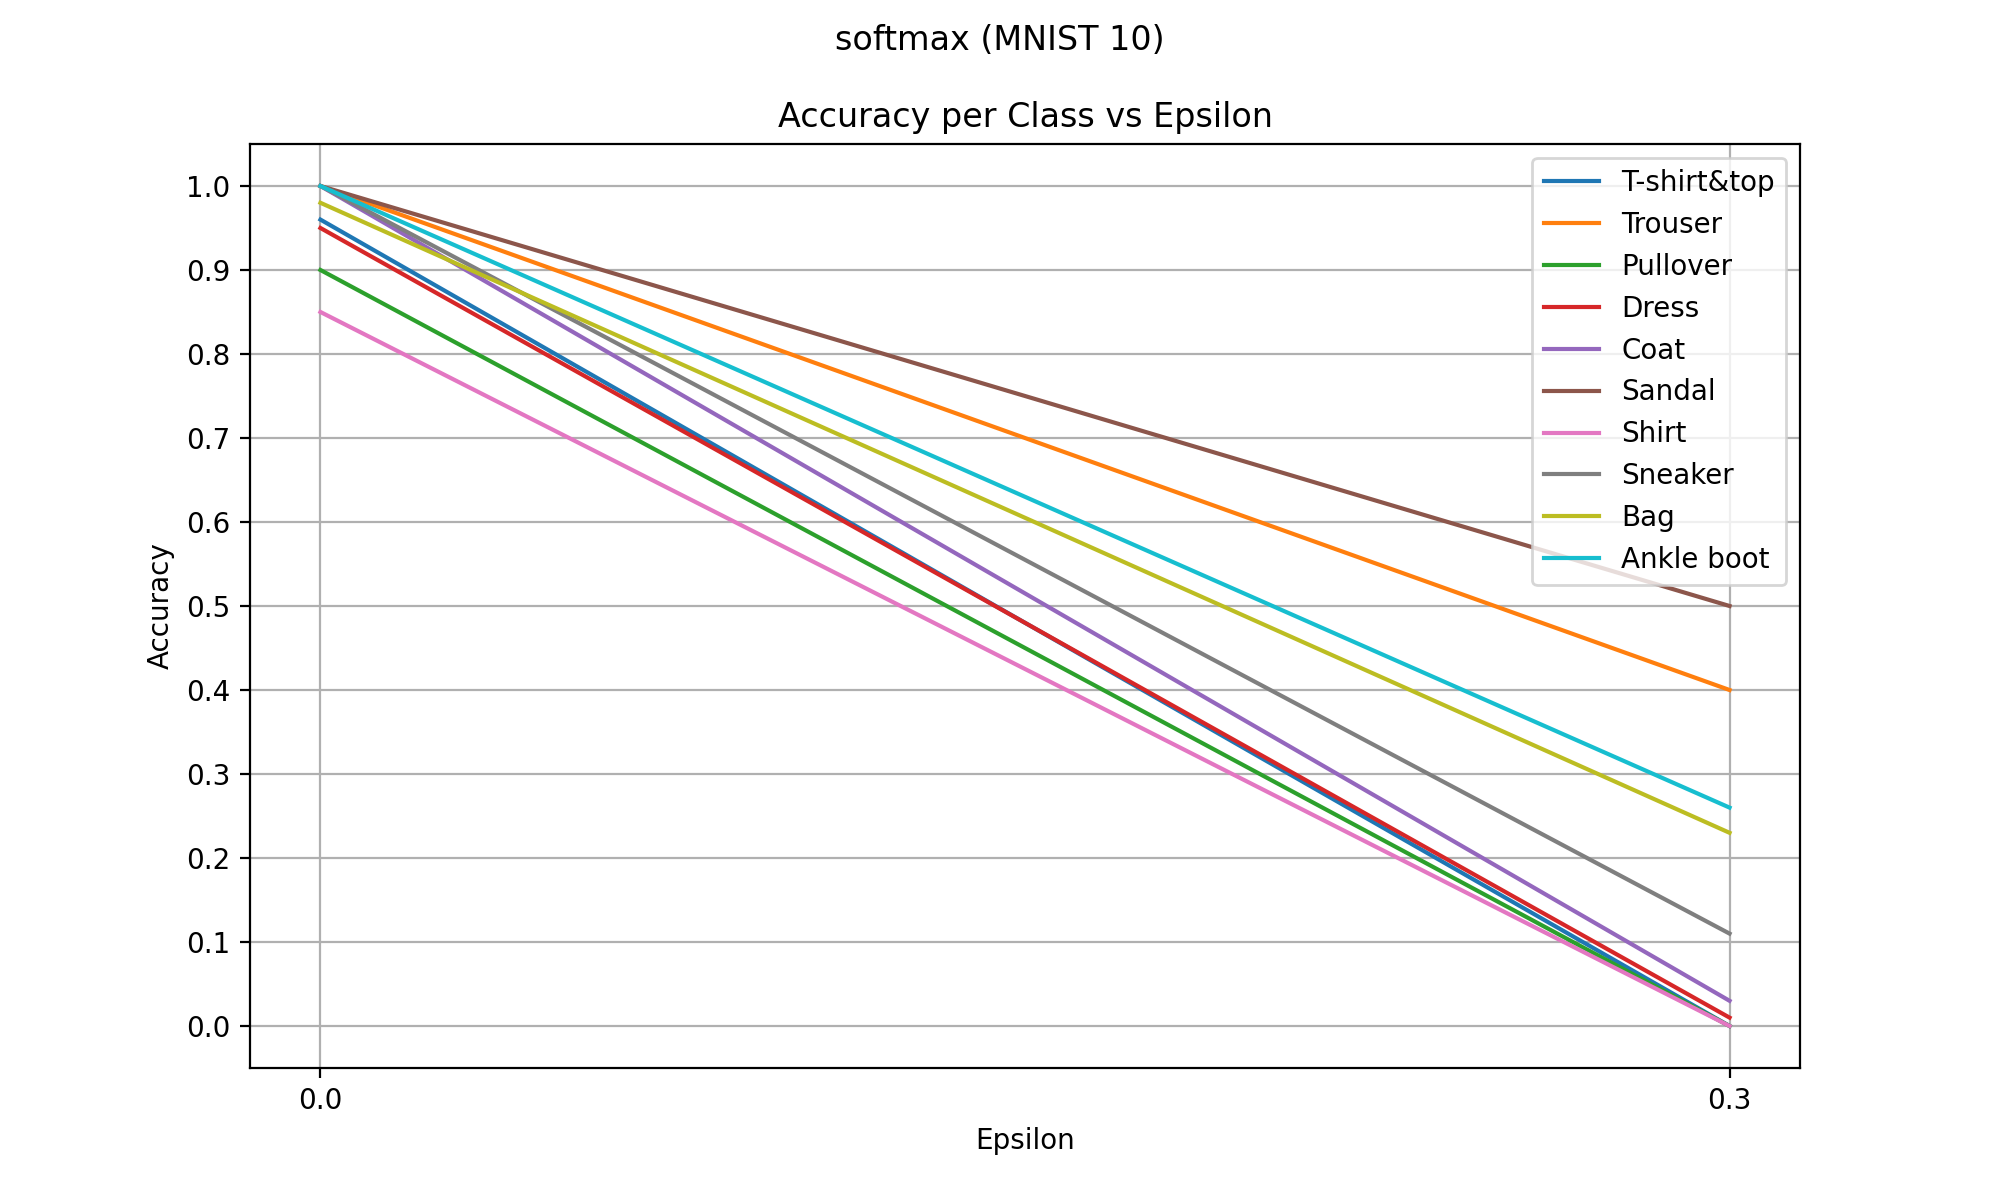 softmax (MNIST 10)
Accuracy per Class vs Epsilon
1.0
0.9
0.8
0.7
0.6
0.5
0.4
0.3
0.2
0.1
0.0
Accuracy
T-shirt&top
Trouser
Pullover
Dress
Coat
Sandal
Shirt
Sneaker
Bag
Ankle boot
0.0 0.3
Epsilon